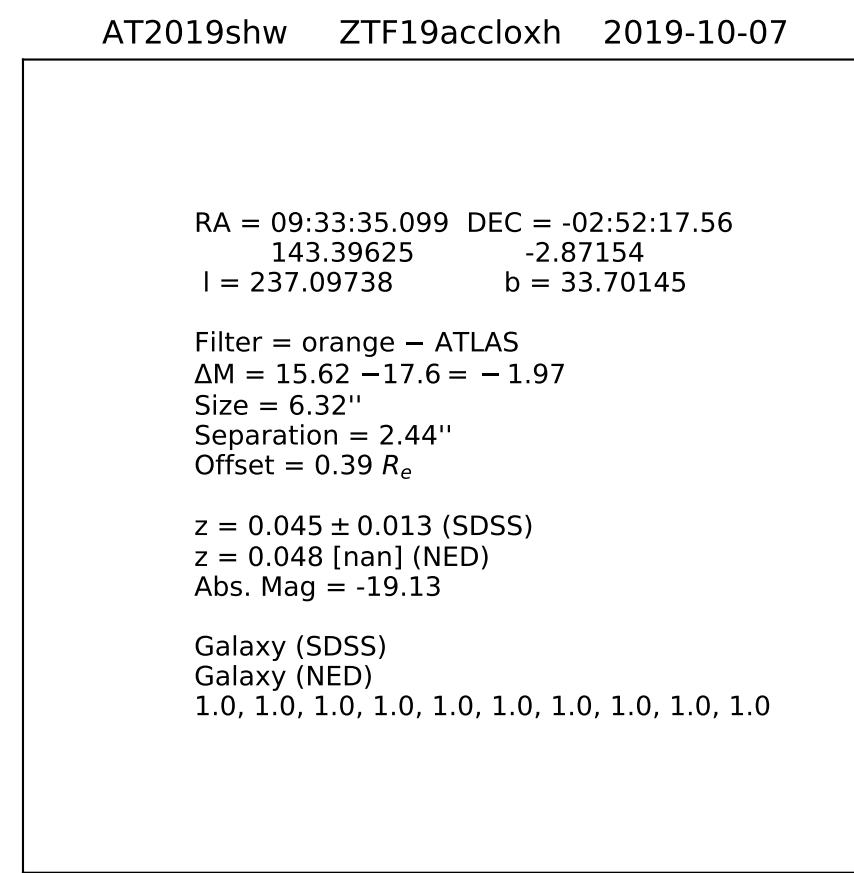 AT2019shw ZTF19accloxh 2019-10-07
RA = 09:33:35.099 DEC = -02:52:17.56
143.39625 -2.87154
l = 237.09738 b = 33.70145
Filter = orange − ATLAS
ΔM = 15.62 −17.6 = − 1.97
Size = 6.32''
Separation = 2.44''
Offset = 0.39 Rₑ
z = 0.045 ± 0.013 (SDSS)
z = 0.048 [nan] (NED)
Abs. Mag = -19.13
Galaxy (SDSS)
Galaxy (NED)
1.0, 1.0, 1.0, 1.0, 1.0, 1.0, 1.0, 1.0, 1.0, 1.0